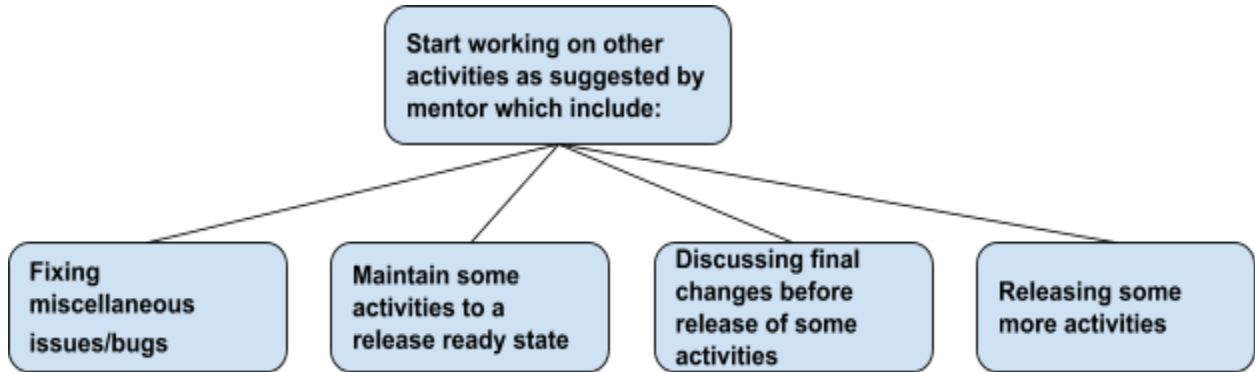 Start working on other
activities as suggested by
mentor which include:
Fixing
miscellaneous
issues/bugs
Maintain some
activities to a
release ready state
Discussing final
changes before
release of some
activities
Releasing some
more activities